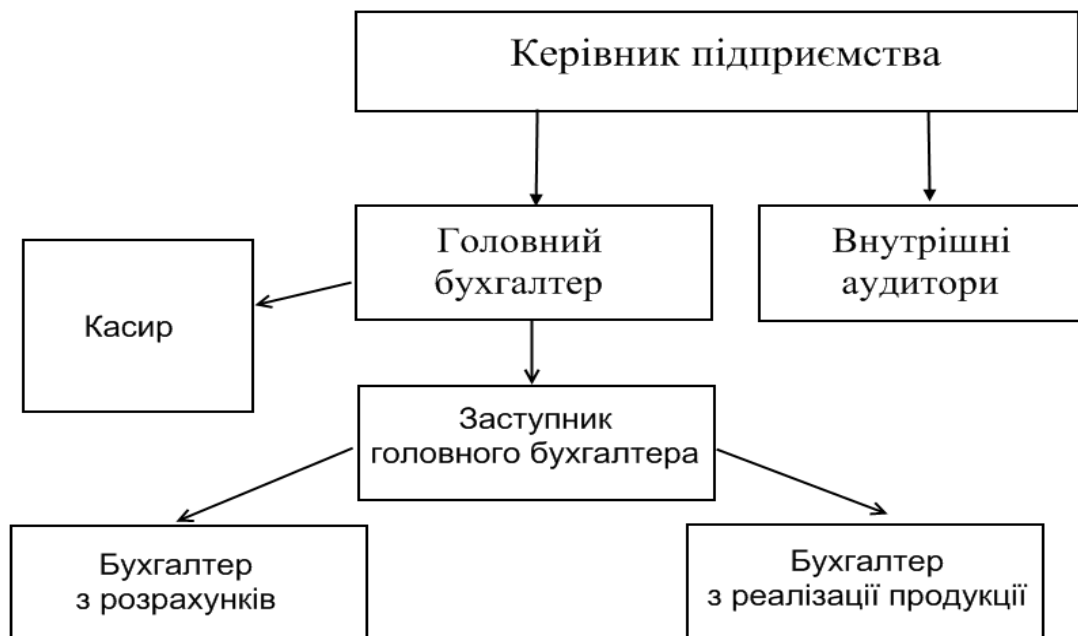 Керівник підприємства
Головний
бухгалтер
Внутрішні
аудитори
Касир
Заступник
головного бухгалтера
Бухгалтер
з розрахунків
Бухгалтер
з реалізації продукції